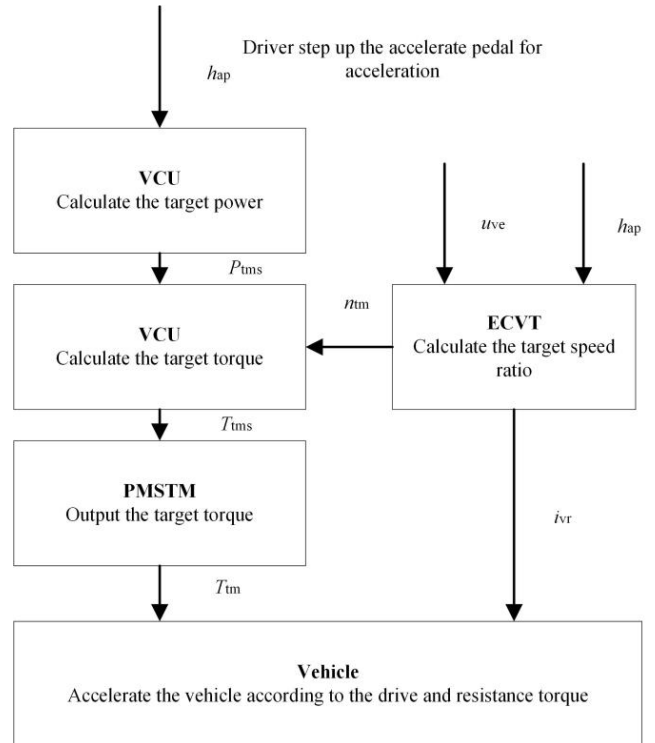 Driver step up the accelerate pedal for
acceleration
hap
VCU
Calculate the target power
uve
hap
Ptms
ntm
VCU
Calculate the target torque
ECVT
Calculate the target speed
ratio
Ttms
PMSTM
Output the target torque
ivr
Ttm
Vehicle
Accelerate the vehicle according to the drive and resistance torque